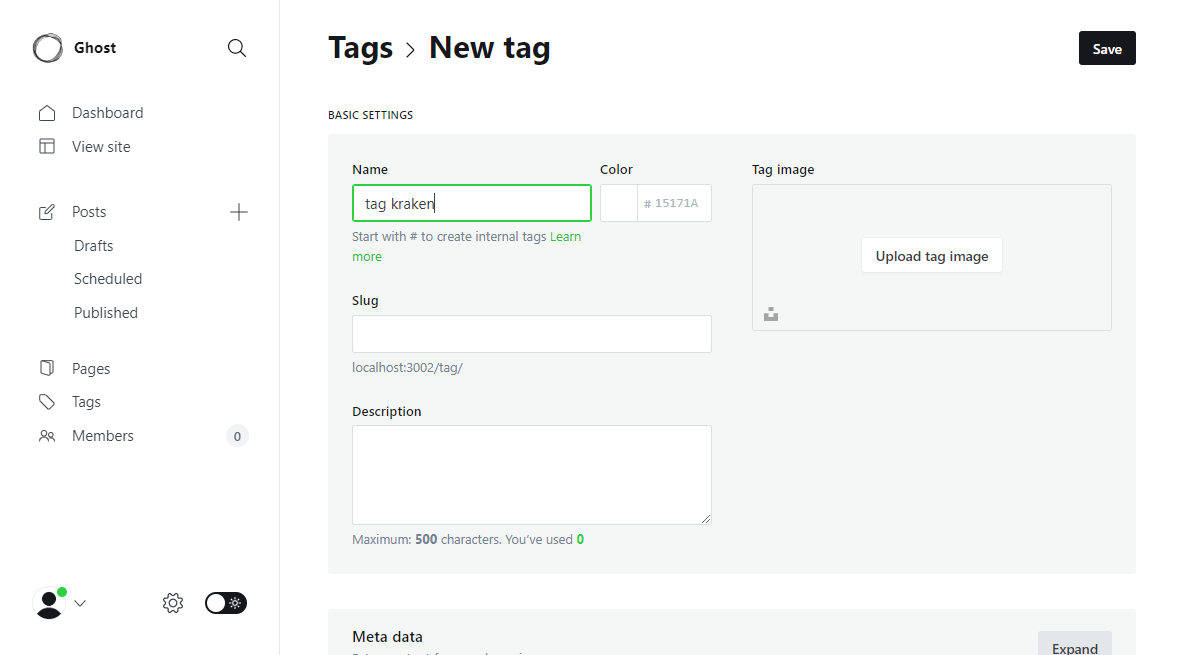 Ghost
Dashboard
View site
Posts
Drafts
Scheduled
Published
Pages
Tags
Members
0
Tags > New tag
Save
BASIC SETTINGS
Name
tag kraken
Start with # to create internal tags Learn
more
Color
# 15171A
Tag image
Upload tag image
Slug
localhost:3002/tag/
Description
Maximum: 500 characters. You’ve used 0
Meta data
Expand